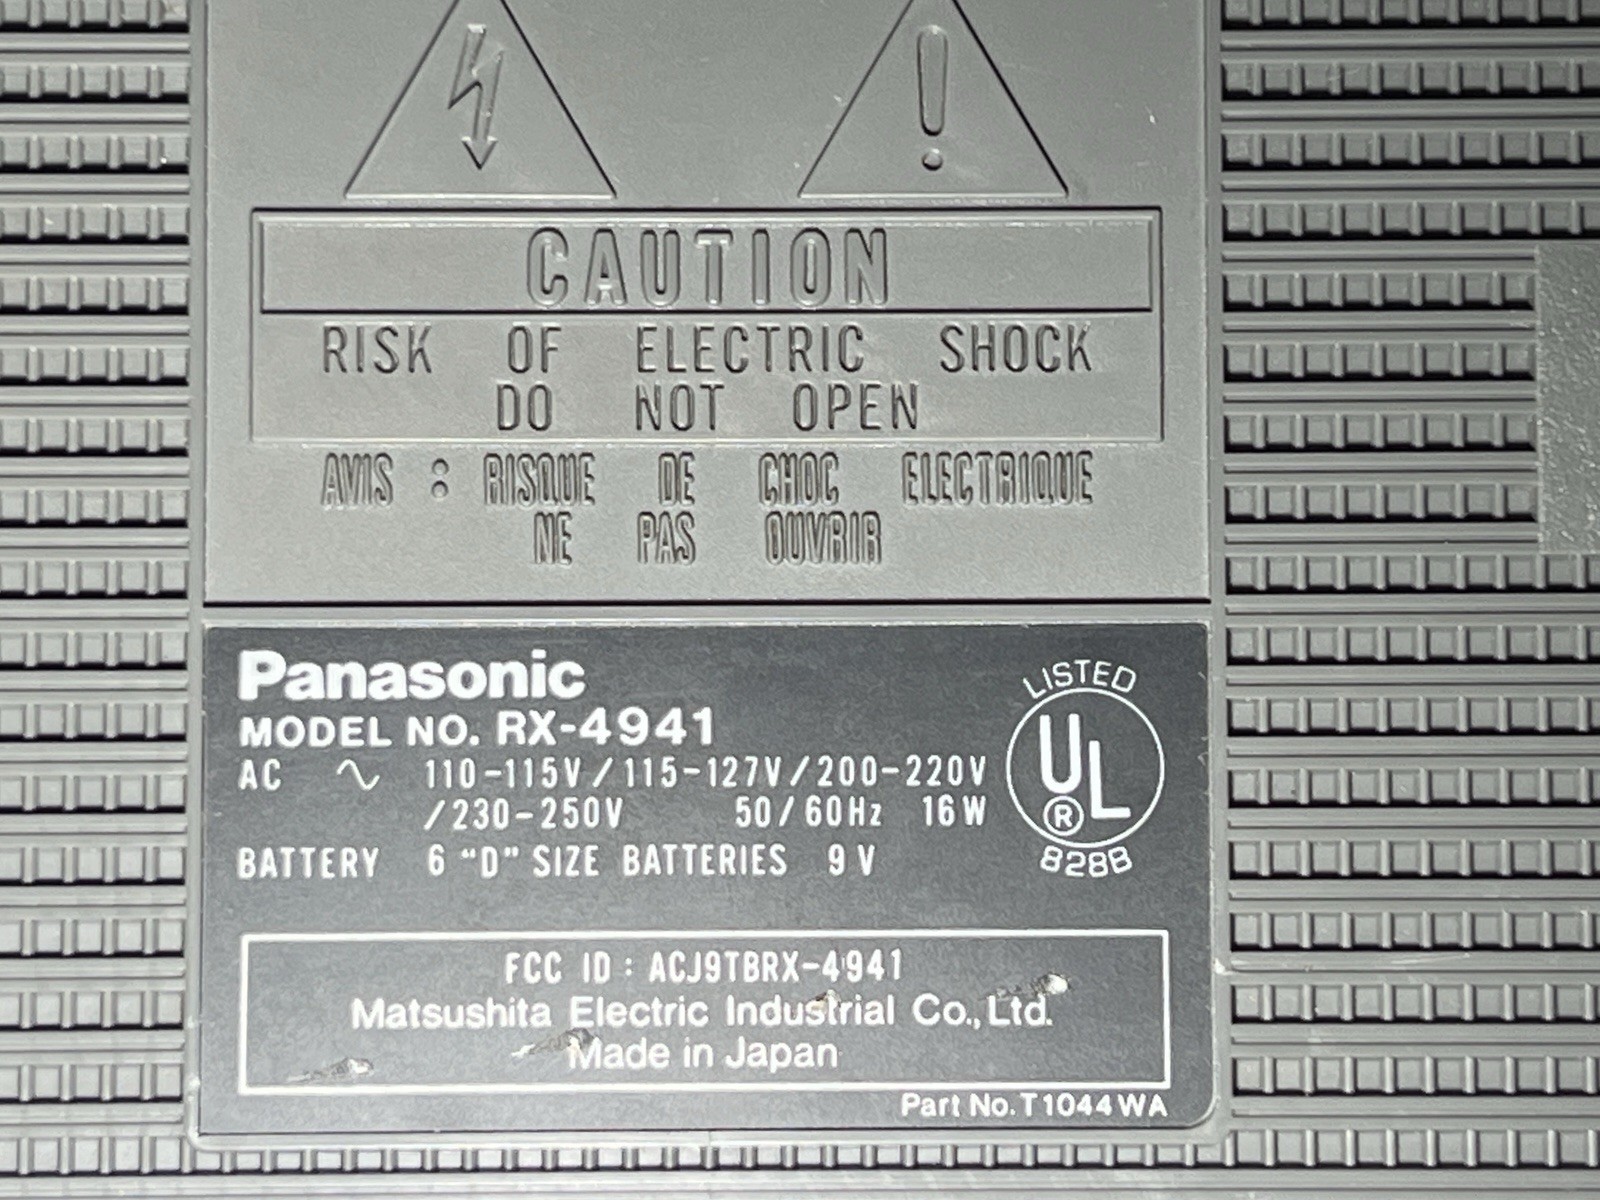 CAUTION
RISK OF ELECTRIC SHOCK
DO NOT OPEN
AVIS : RISQUE DE CHOC ELECTRIQUE
NE PAS OUVRIR
Panasonic
MODEL NO. RX-4941
AC ∿ 110-115V/115-127V/200-220V
/230-250V 50/60Hz 16W
BATTERY 6 "D" SIZE BATTERIES 9V
LISTED
UL
®
828B
FCC ID: ACJ9TBRX-4941
Matsushita Electric Industrial Co., Ltd.
Made in Japan
Part No. T1044WA